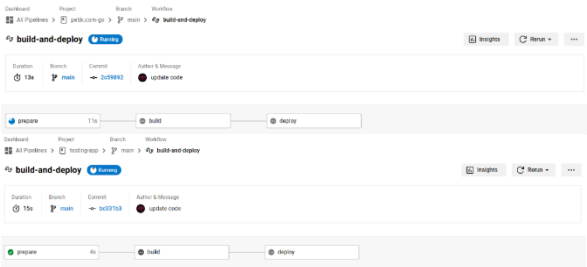 Dashboard Project Branch Workflow
All Pipelines > petik.com-go > main > build-and-deploy
build-and-deploy Running Insights Rerun
Duration Branch Commit Author & Message
13s main 2c59892 update code
prepare 11s build deploy
Dashboard Project Branch Workflow
All Pipelines > testing-app > main > build-and-deploy
build-and-deploy Running Insights Rerun
Duration Branch Commit Author & Message
15s main bc331b3 update code
prepare 4s build deploy